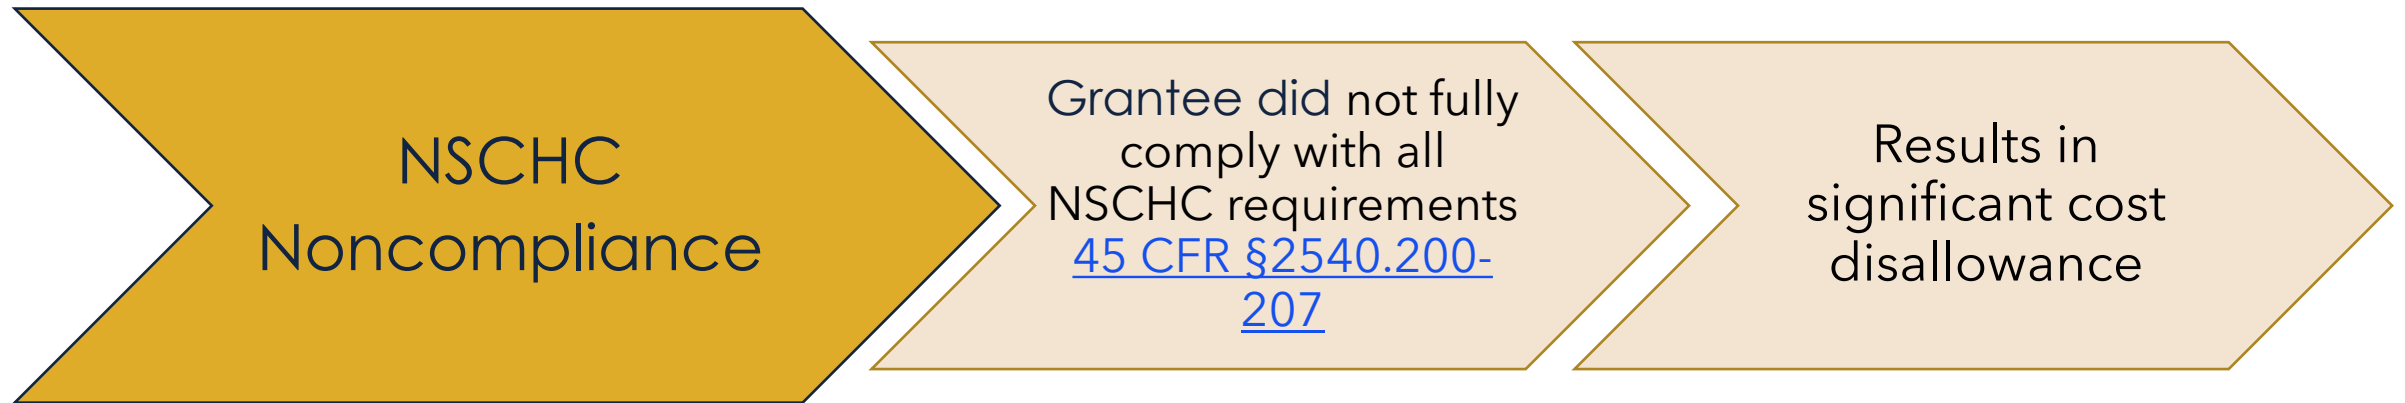 NSCHC
Noncompliance
Grantee did not fully
comply with all
NSCHC requirements
45 CFR §2540.200-
207
Results in
significant cost
disallowance